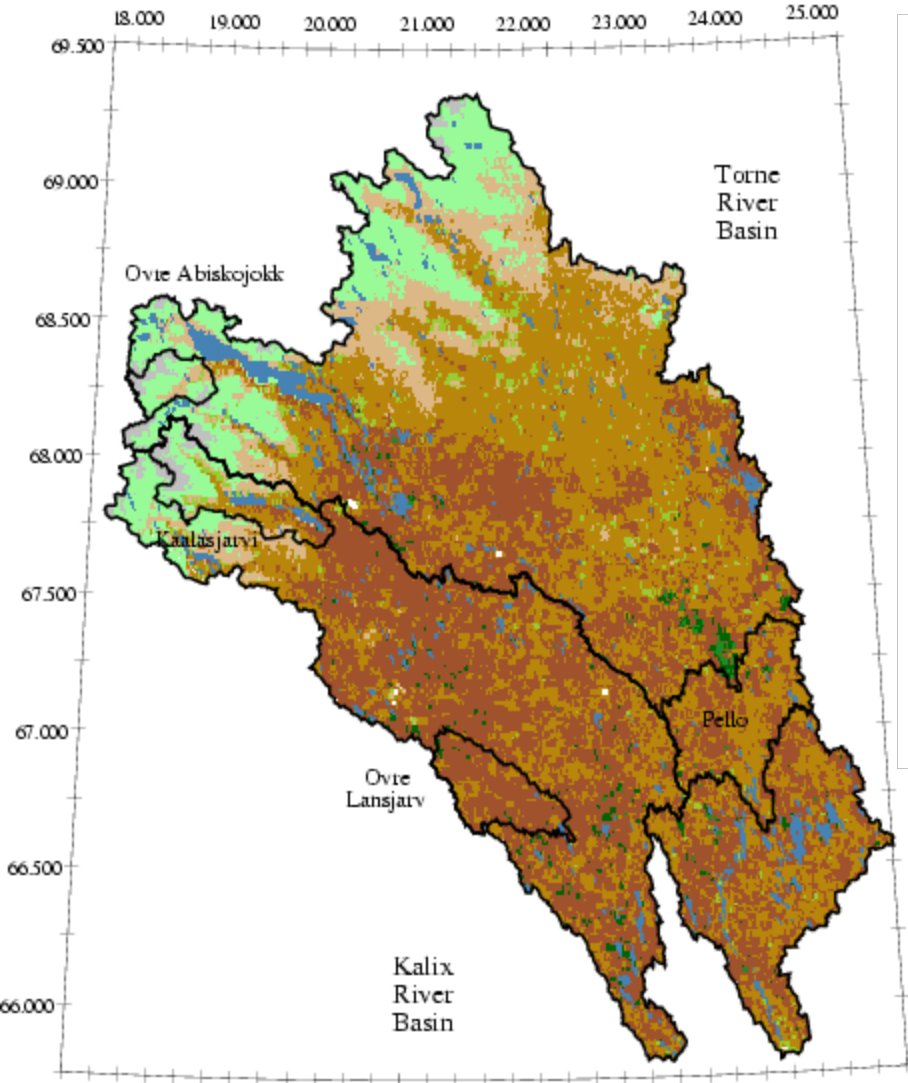 18.000 19.000 20.000 21.000 22.000 23.000 24.000 25.000
69.500
69.000
Torne
River
Basin
Ovre Abiskojokk
68.500
68.000
Kaalasjarvi
67.500
67.000
Pello
Ovre
Lansjarv
66.500
Kalix
River
Basin
66.000